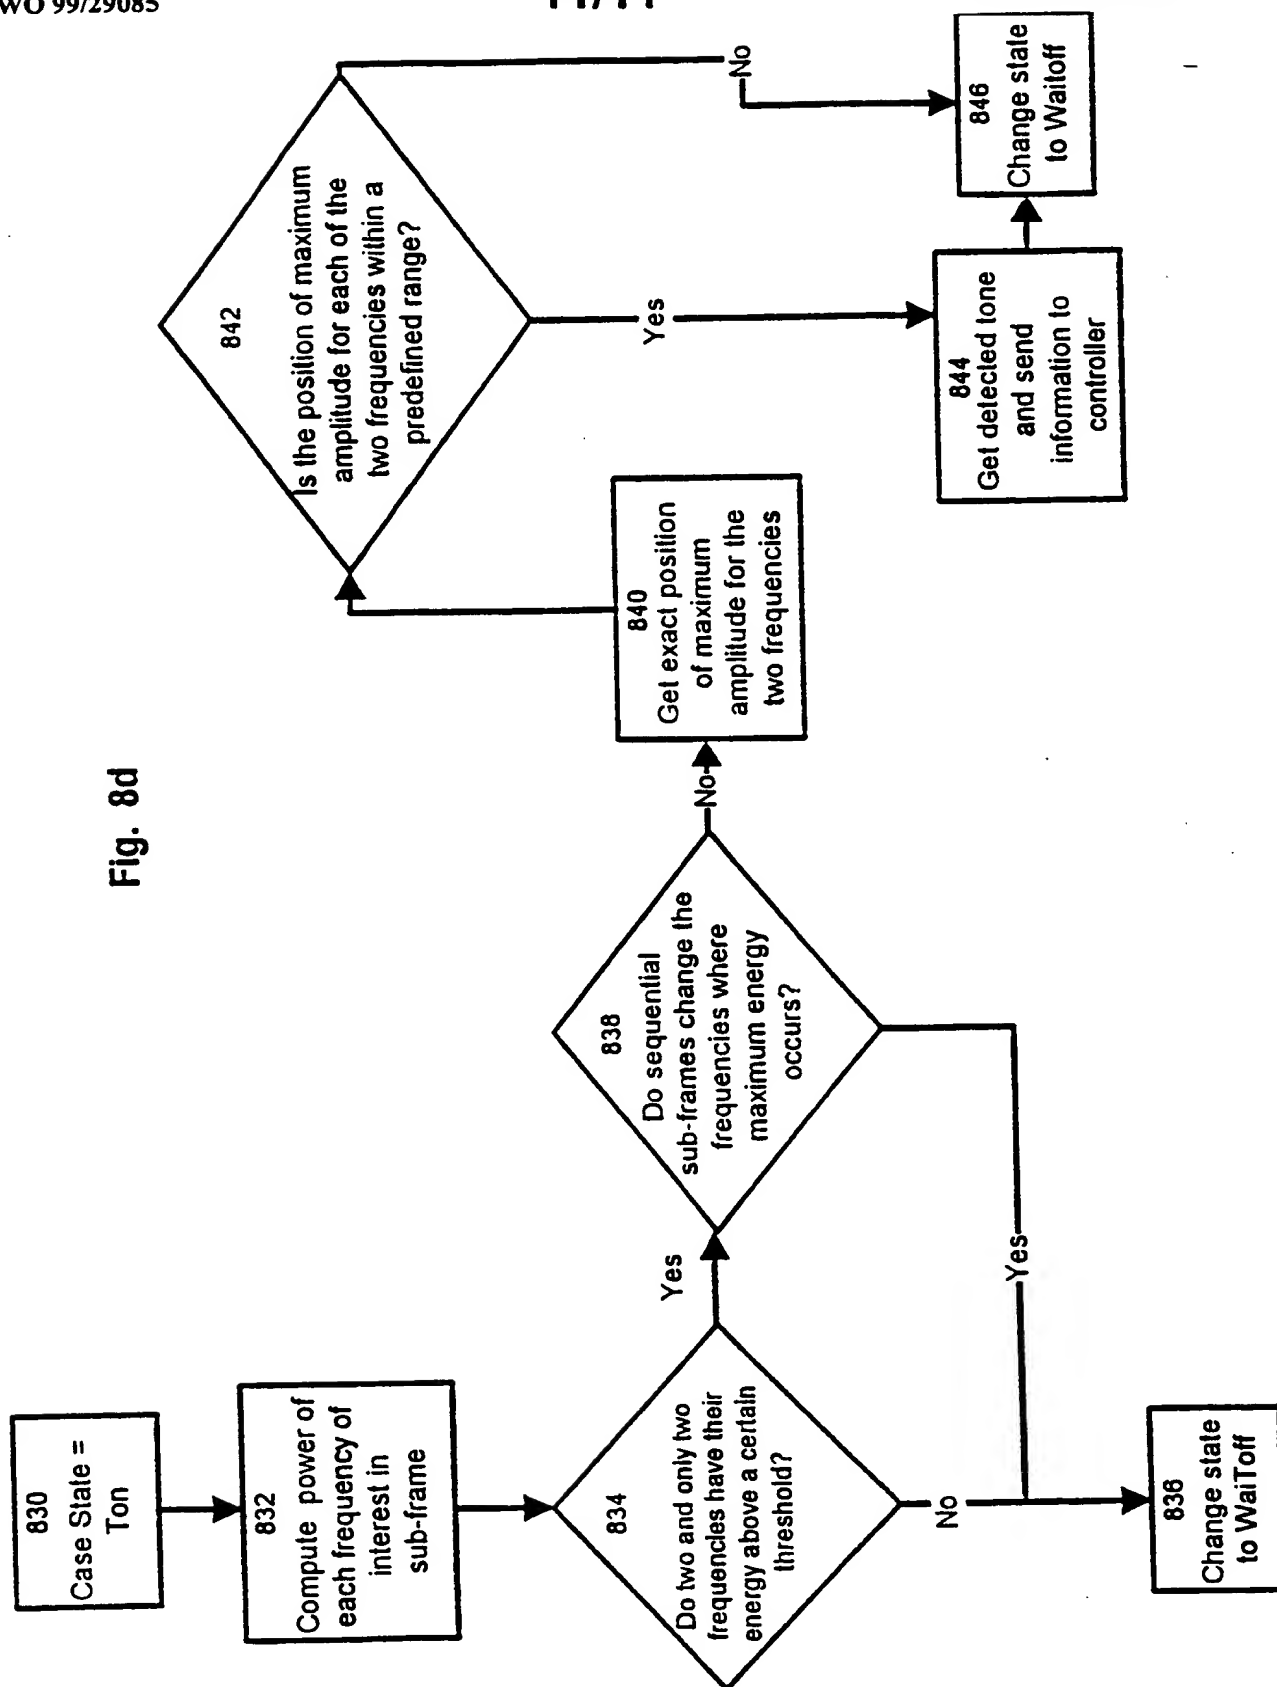 WO 99/29085
Fig. 8d
830
Case State =
Ton
832
Compute power of
each frequency of
interest in
sub-frame
834
Do two and only two
frequencies have their
energy above a certain
threshold?
Yes
No
836
Change state
to WaiToff
838
Do sequential
sub-frames change the
frequencies where
maximum energy
occurs?
No
Yes
840
Get exact position
of maximum
amplitude for the
two frequencies
842
Is the position of maximum
amplitude for each of the
two frequencies within a
predefined range?
No
Yes
844
Get detected tone
and send
information to
controller
846
Change state
to Waitoff